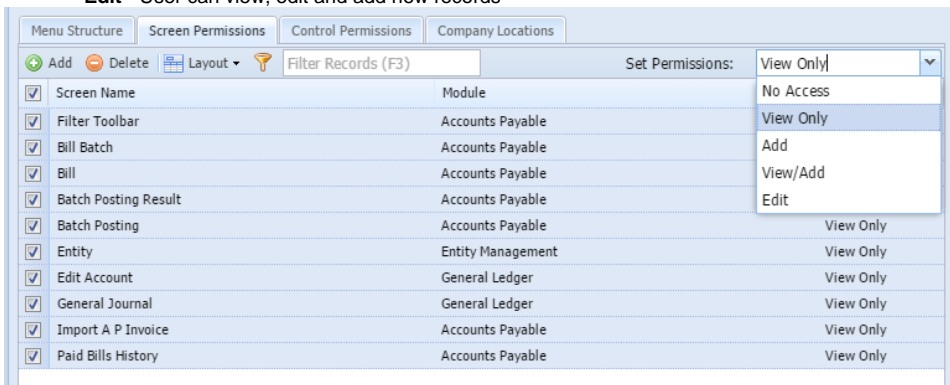 Edit - User can view, edit and add new records
Menu Structure Screen Permissions Control Permissions Company Locations
Add Delete Layout Filter Records (F3) Set Permissions: View Only
Screen Name Module
No Access
Filter Toolbar Accounts Payable View Only
Bill Batch Accounts Payable Add
Bill Accounts Payable View/Add
Batch Posting Result Accounts Payable Edit
Batch Posting Accounts Payable View Only
Entity Entity Management View Only
Edit Account General Ledger View Only
General Journal General Ledger View Only
Import A P Invoice Accounts Payable View Only
Paid Bills History Accounts Payable View Only